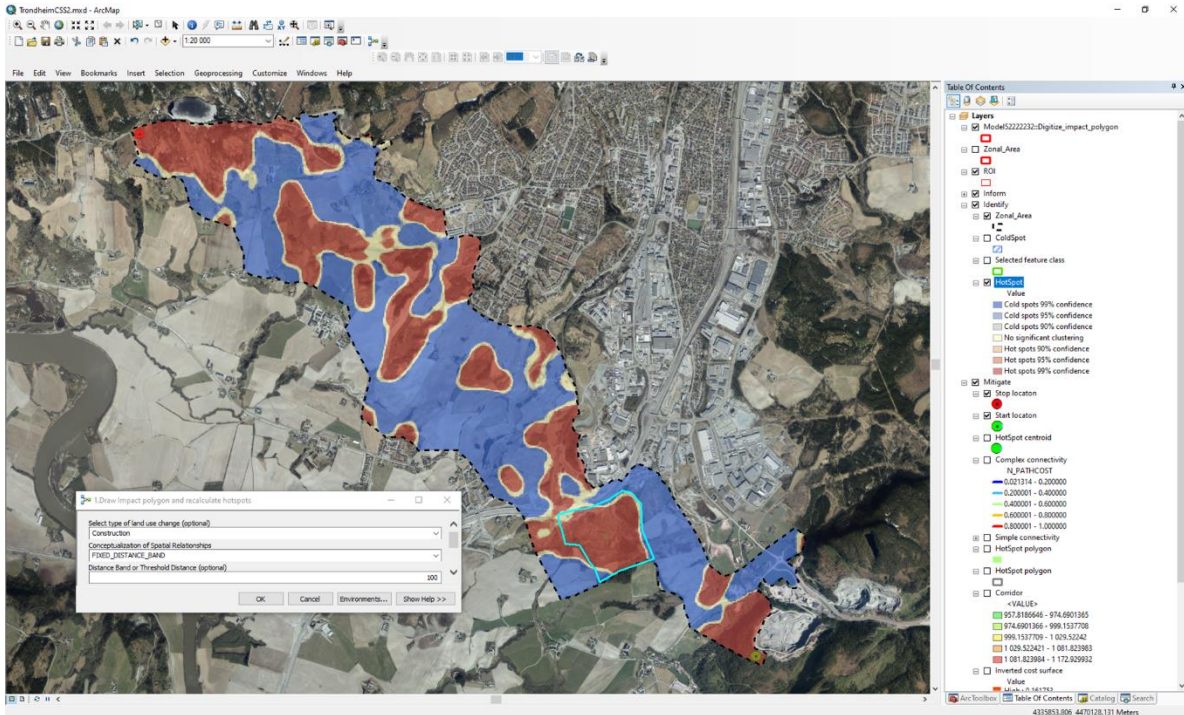 TrondheimCSS2.mxd - ArcMap
1:20 000
File Edit View Bookmarks Insert Selection Geoprocessing Customize Windows Help
Table Of Contents
Layers
Model52222232::Digitize_impact_polygon
Zonal_Area
ROI
Inform
Identify
Zonal_Area
ColdSpot
Selected feature class
HotSpot
Value
Cold spots 99% confidence
Cold spots 95% confidence
Cold spots 90% confidence
No significant clustering
Hot spots 90% confidence
Hot spots 95% confidence
Hot spots 99% confidence
Mitigate
Stop locaton
Start locaton
HotSpot centroid
Complex connectivity
N_PATHCOST
0.021314 - 0.200000
0.200001 - 0.400000
0.400001 - 0.600000
0.600001 - 0.800000
0.800001 - 1.000000
Simple connectivity
HotSpot polygon
HotSpot polygon
Corridor
<VALUE>
957.8186646 - 974.6901365
974.6901366 - 999.1537708
999.1537709 - 1 029.52242
1 029.522421 - 1 081.823983
1 081.823984 - 1 172.929932
Inverted cost surface
Value
High : 0.161753
ArcToolbox Table Of Contents Catalog Search
4335853.806 4470128.131 Meters
1.Draw Impact polygon and recalculate hotspots
Select type of land use change (optional)
Construction
Conceptualization of Spatial Relationships
FIXED_DISTANCE_BAND
Distance Band or Threshold Distance (optional)
100
OK Cancel Environments... Show Help >>